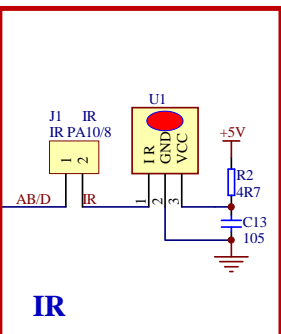 U1
J1 IR
IR PA10/8
+5V
1 2
I R GND VCC
R2
4R7
AB/D IR
1 2 3
C13
105
IR